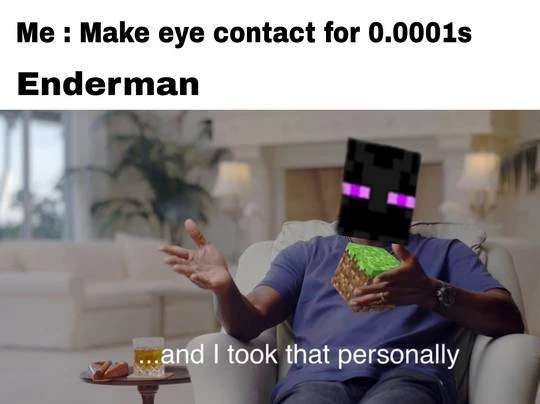 Me : Make eye contact for 0.0001s
Enderman
...and I took that personally